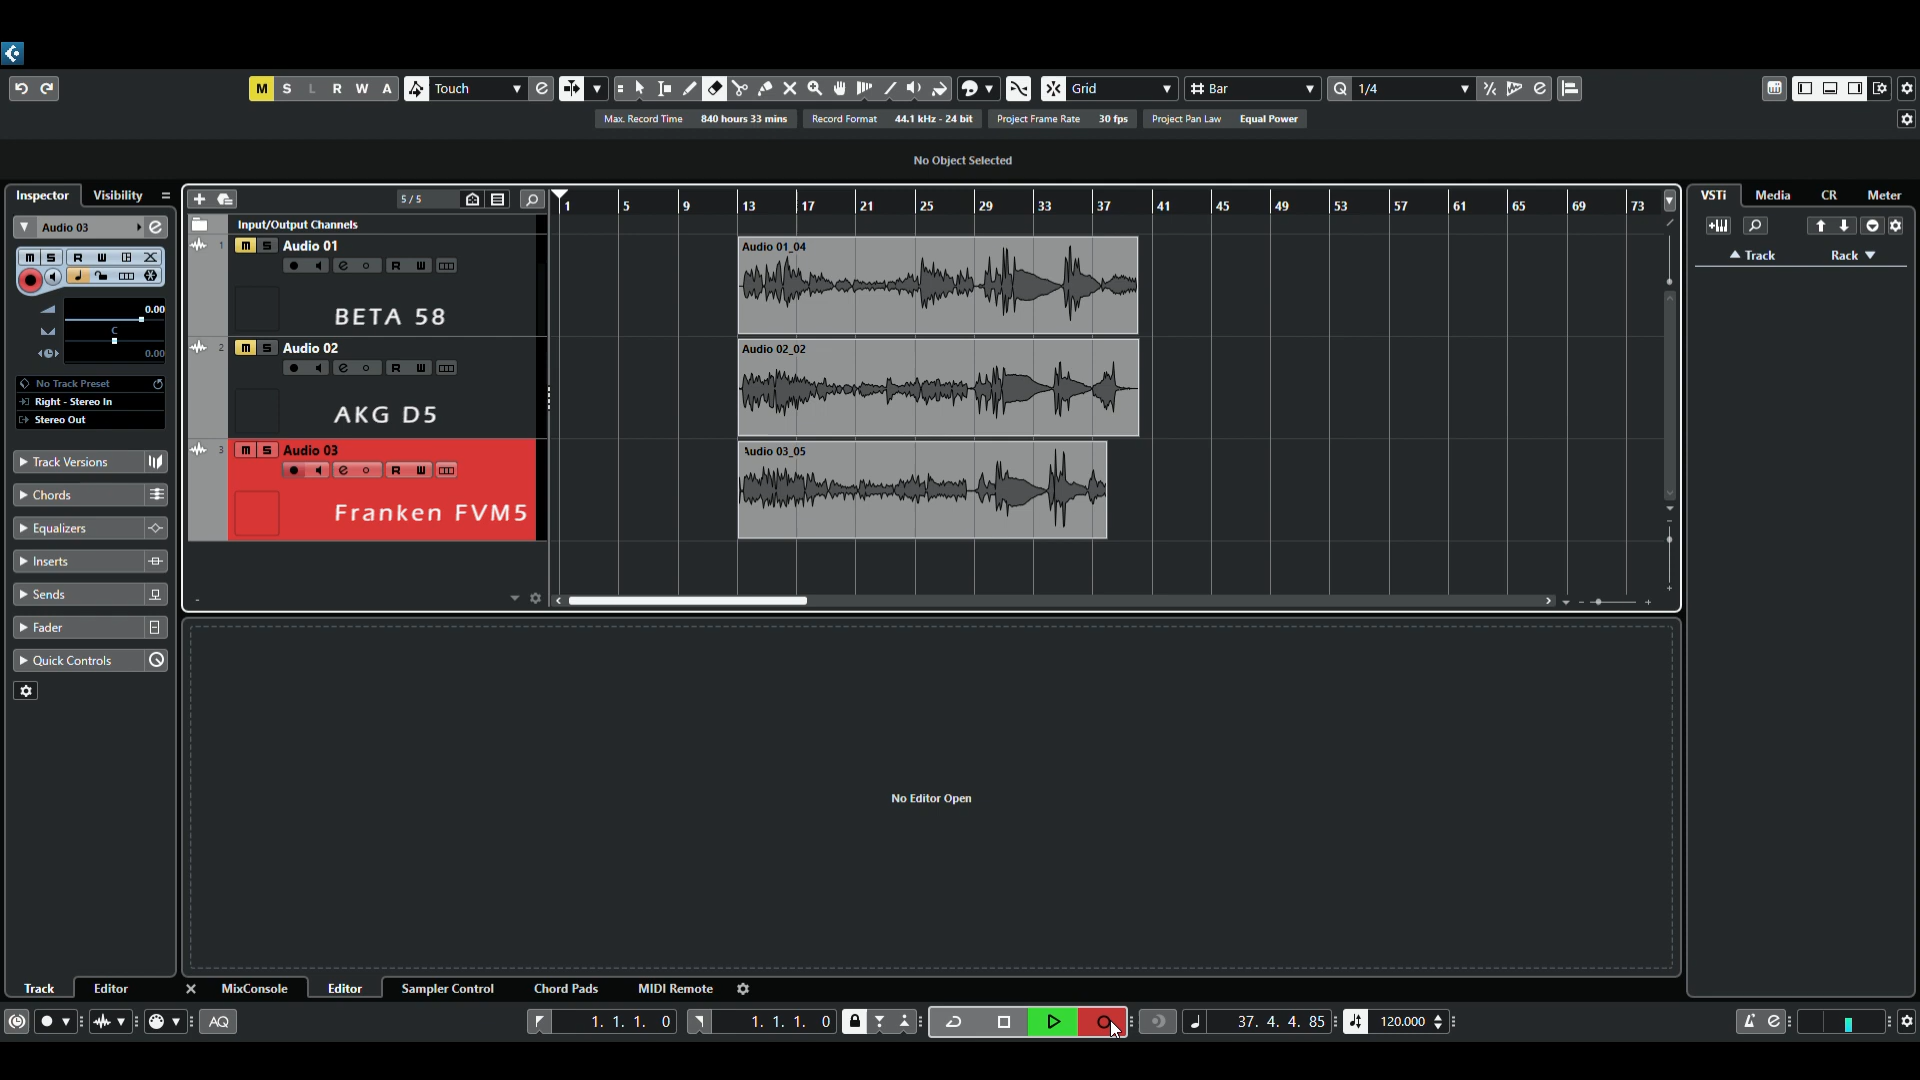 M S L R W A Touch Grid Bar Q 1/4
Max. Record Time 840 hours 33 mins Record Format 44.1 kHz - 24 bit Project Frame Rate 30 fps Project Pan Law Equal Power
No Object Selected
Inspector Visibility
5 / 5
1 5 9 13 17 21 25 29 33 37 41 45 49 53 57 61 65 69 73
VSTi Media CR Meter
Audio 03
Input/Output Channels
Track Rack
1 m S Audio 01
R W
BETA 58
Audio 01_04
m S R W
0.00
C
0.00
2 m S Audio 02
R W
AKG D5
Audio 02_02
No Track Preset
Right - Stereo In
Stereo Out
3 m S Audio 03
R W
Franken FVM5
Audio 03_05
Track Versions
Chords
Equalizers
Inserts
Sends
Fader
Quick Controls
No Editor Open
Track Editor
MixConsole Editor Sampler Control Chord Pads MIDI Remote
AQ 1. 1. 1. 0 1. 1. 1. 0 37. 4. 4. 85 120.000